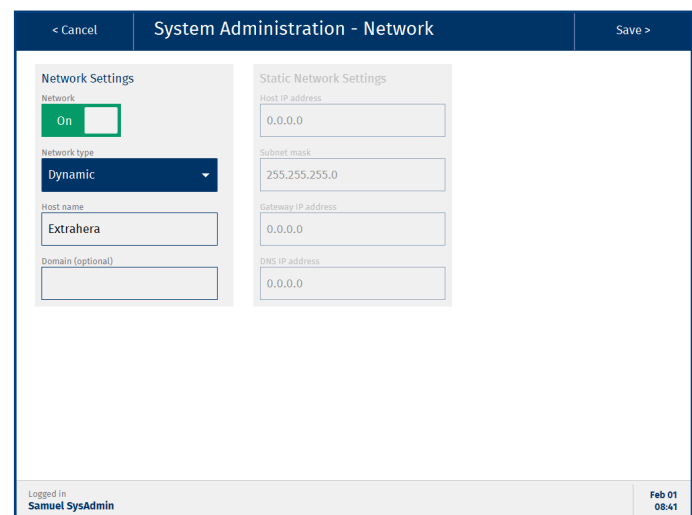 < Cancel
System Administration - Network
Save >
Network Settings
Network
On
Network type
Dynamic
Host name
Extrahera
Domain (optional)
Static Network Settings
Host IP address
0.0.0.0
Subnet mask
255.255.255.0
Gateway IP address
0.0.0.0
DNS IP address
0.0.0.0
Logged in
Samuel SysAdmin
Feb 01
08:41